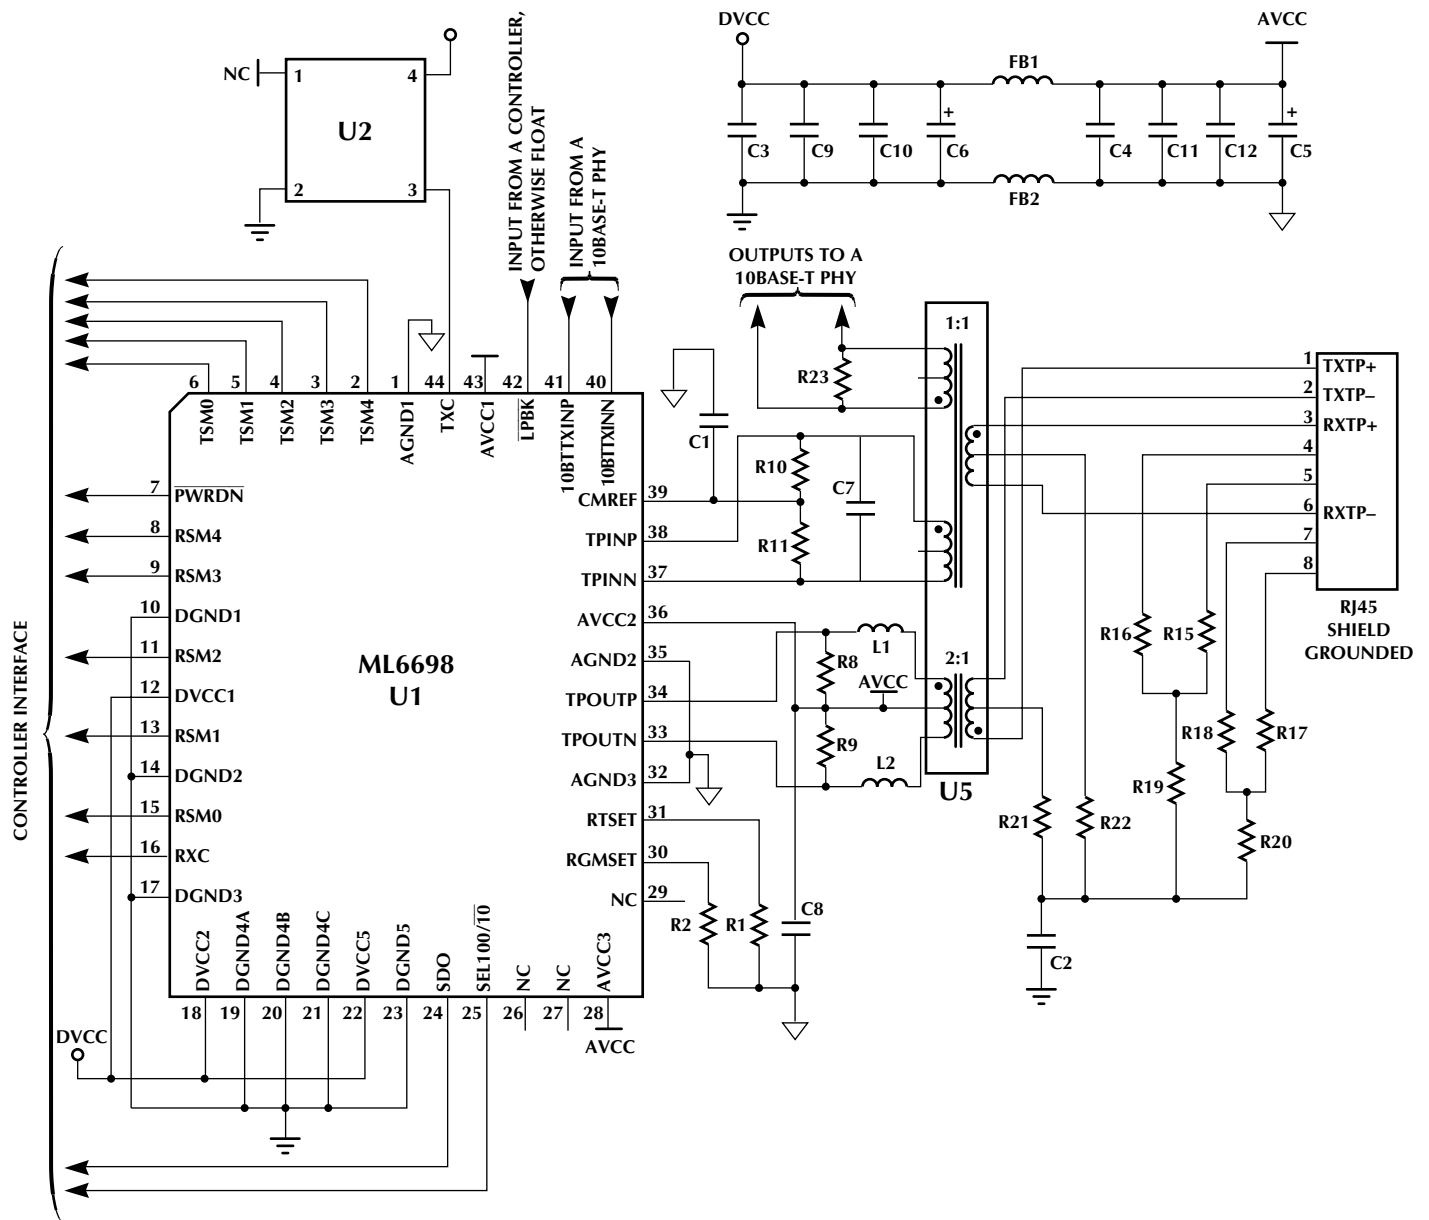 DVCC
AVCC
INPUT FROM A CONTROLLER,
OTHERWISE FLOAT
INPUT FROM A
10BASE-T PHY
NC
1
4
U2
2
3
FB1
C3
C9
C10
+
C6
C4
C11
C12
+
C5
FB2
OUTPUTS TO A
10BASE-T PHY
6
5
4
3
2
1
44
43
42
41
40
TSM0
TSM1
TSM2
TSM3
TSM4
AGND1
TXC
AVCC1
LPBK
10BTTXINP
10BTTXINN
CONTROLLER INTERFACE
7 PWRDN
8 RSM4
9 RSM3
10 DGND1
11 RSM2
12 DVCC1
13 RSM1
14 DGND2
15 RSM0
16 RXC
17 DGND3
ML6698
U1
CMREF 39
TPINP 38
TPINN 37
AVCC2 36
AGND2 35
TPOUTP 34
TPOUTN 33
AGND3 32
RTSET 31
RGMSET 30
NC 29
DVCC2
DGND4A
DGND4B
DGND4C
DVCC5
DGND5
SDO
SEL100/10
NC
NC
AVCC3
18
19
20
21
22
23
24
25
26
27
28
DVCC
AVCC
C1
R23
R10
R11
C7
R8
L1
AVCC
R9
L2
R2
R1
C8
1:1
2:1
U5
1 TXTP+
2 TXTP–
3 RXTP+
4
5
6 RXTP–
7
8
RJ45
SHIELD
GROUNDED
R16
R15
R18
R17
R19
R20
R21
R22
C2